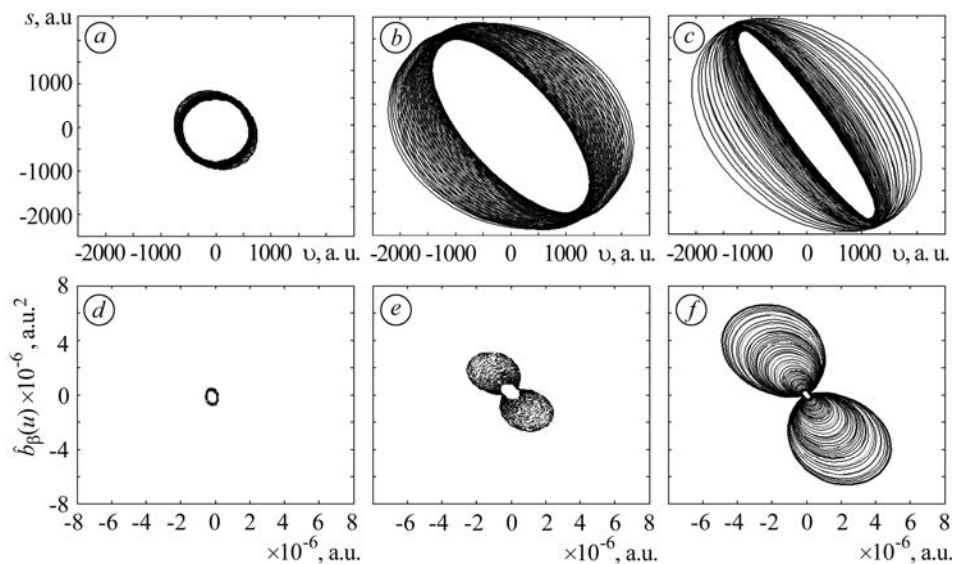 s, a.u
a b c
1000
0
-1000
-2000
-2000 -1000 0 1000 υ, a. u. -2000 -1000 0 1000 υ, a. u. -2000 -1000 0 1000 υ, a. u.
8
d e f
4
0
-4
-8
b̂β(u) ×10⁻⁶, a.u.²
-8 -6 -4 -2 0 2 4 6 8 -8 -6 -4 -2 0 2 4 6 8 -8 -6 -4 -2 0 2 4 6 8
×10⁻⁶, a.u. ×10⁻⁶, a.u. ×10⁻⁶, a.u.